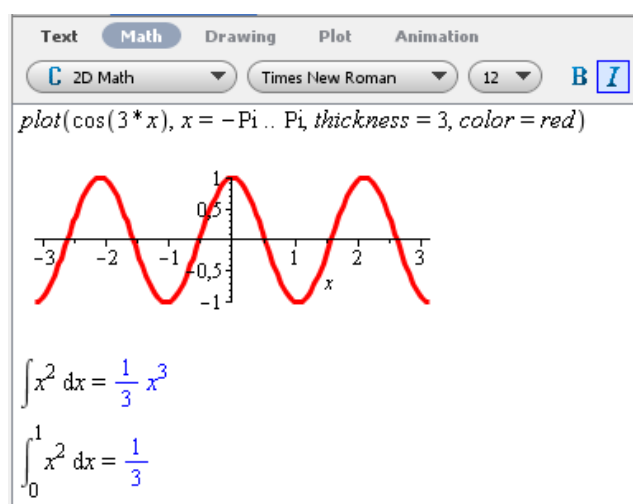 Text Math Drawing Plot Animation
C 2D Math Times New Roman 12 B I
plot(cos(3*x), x = −Pi .. Pi, thickness = 3, color = red)
1
0,5
−3 −2 −1 1 2 3
−0,5
x
−1
∫x² dx = 1/3 x³
∫₀¹ x² dx = 1/3